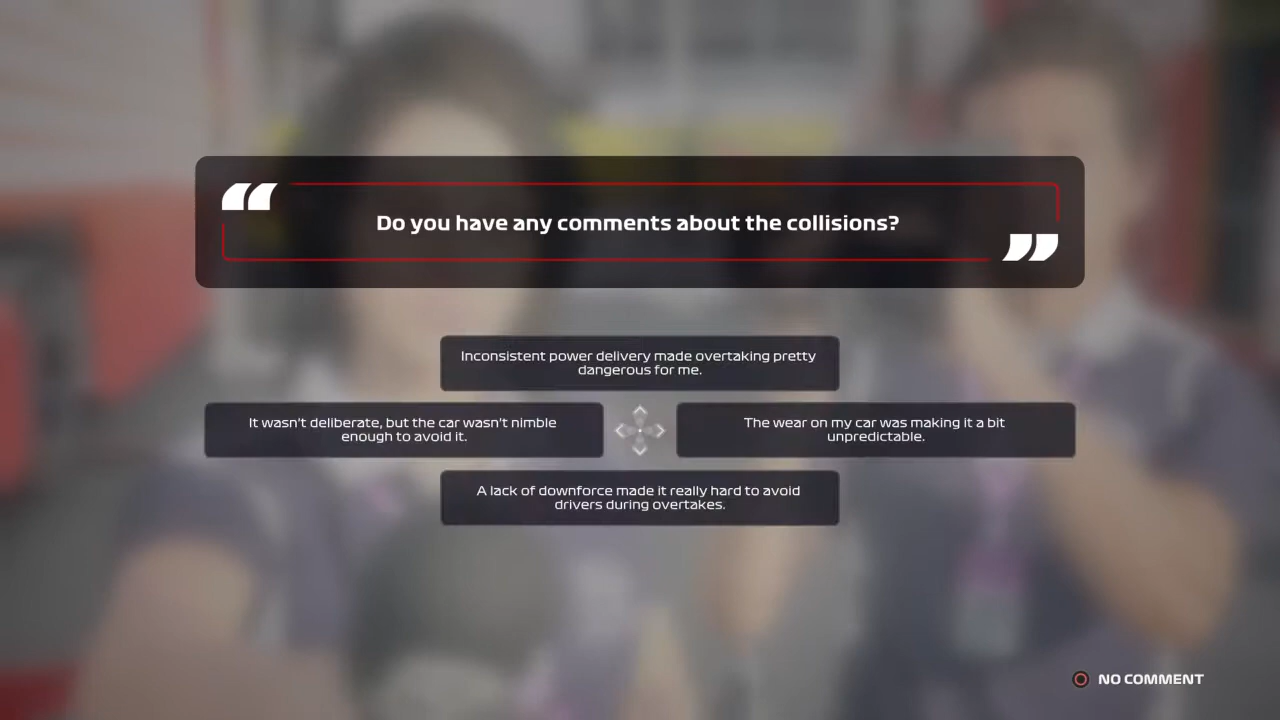 Do you have any comments about the collisions?
Inconsistent power delivery made overtaking pretty
dangerous for me.
It wasn't deliberate, but the car wasn't nimble
enough to avoid it.
The wear on my car was making it a bit
unpredictable.
A lack of downforce made it really hard to avoid
drivers during overtakes.
NO COMMENT